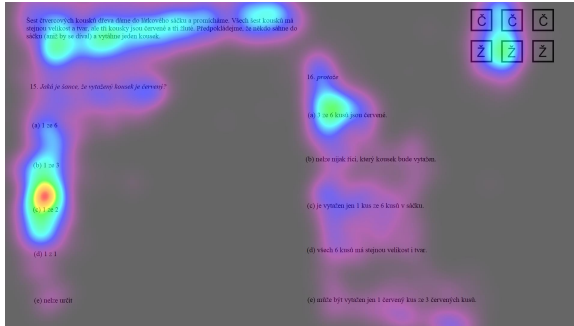 Šest čtvercových kousků dřeva dáme do látkového sáčku a promícháme. Všech šest kousků má
stejnou velikost a tvar, ale tři kousky jsou červené a tři žluté. Předpokládejme, že někdo sáhne do
sáčku (aniž by se díval) a vytáhne jeden kousek.
Č Č Č
Ž Ž Ž
15. Jaká je šance, že vytažený kousek je červený?
(a) 1 ze 6
(b) 1 ze 3
(c) 1 ze 2
(d) 1 z 1
(e) nelze určit
16. protože
(a) 3 ze 6 kusů jsou červené.
(b) nelze nijak říci, který kousek bude vytažen.
(c) je vytažen jen 1 kus ze 6 kusů v sáčku.
(d) všech 6 kusů má stejnou velikost i tvar.
(e) může být vytažen jen 1 červený kus ze 3 červených kusů.